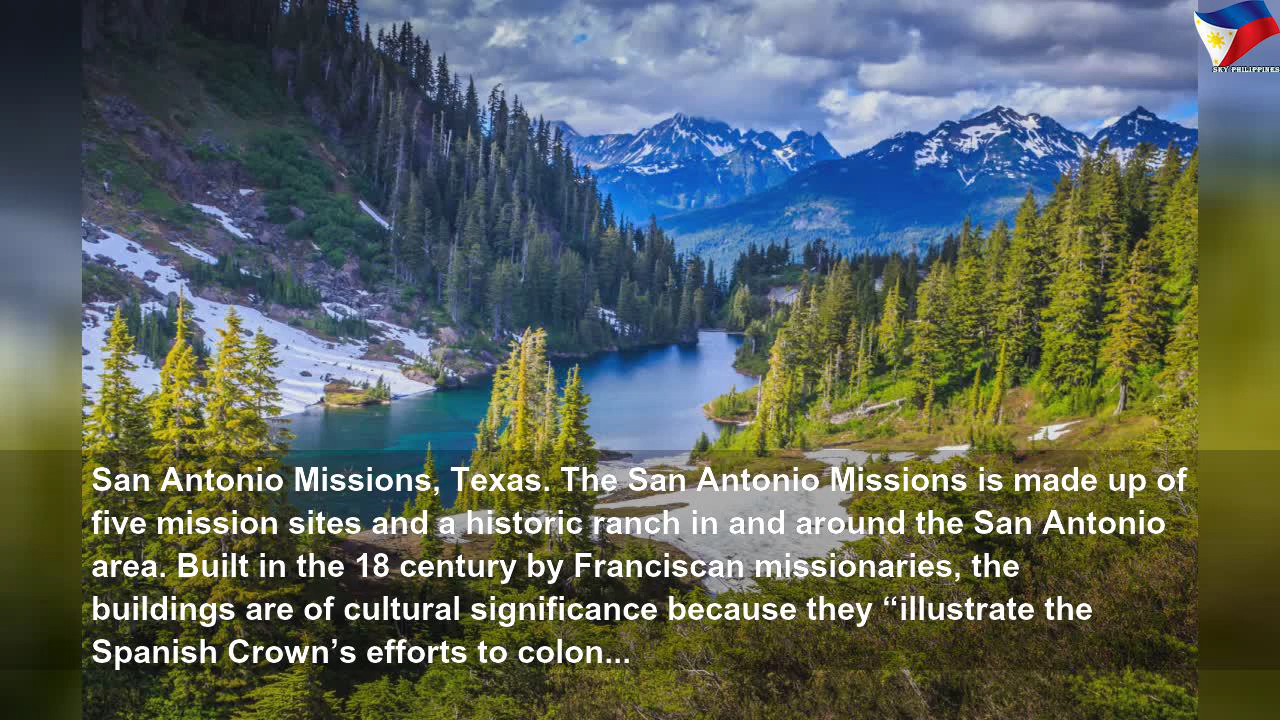 SKY PHILIPPINES
San Antonio Missions, Texas. The San Antonio Missions is made up of
five mission sites and a historic ranch in and around the San Antonio
area. Built in the 18 century by Franciscan missionaries, the
buildings are of cultural significance because they “illustrate the
Spanish Crown’s efforts to colon...